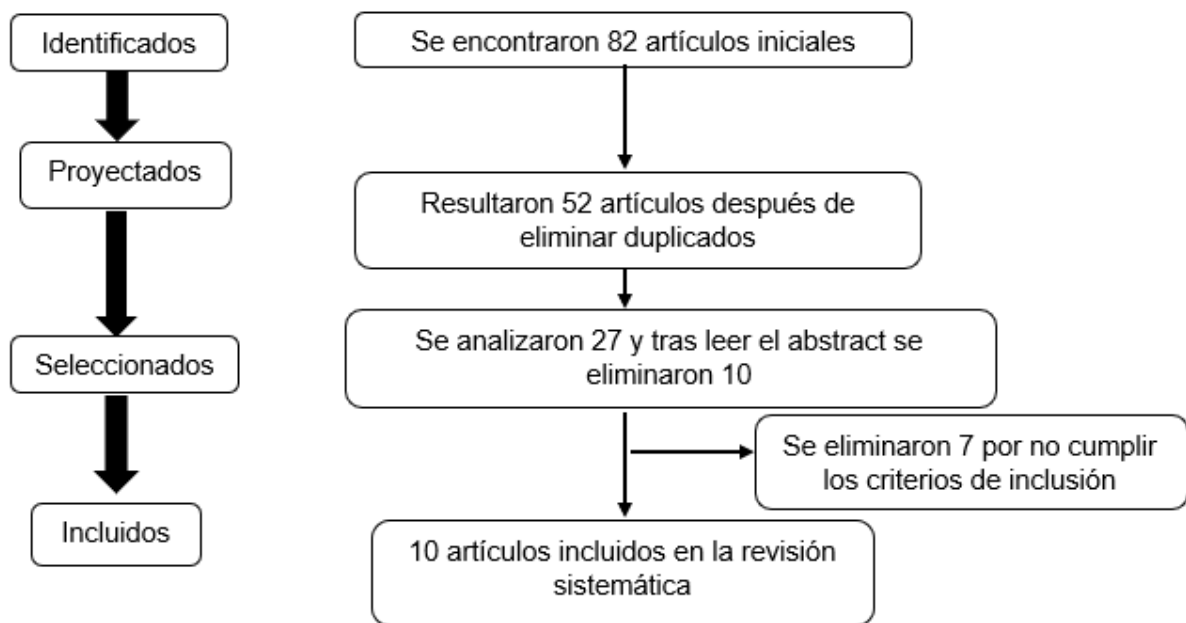 Identificados
Se encontraron 82 artículos iniciales
Proyectados
Resultaron 52 artículos después de
eliminar duplicados
Se analizaron 27 y tras leer el abstract se
eliminaron 10
Seleccionados
Se eliminaron 7 por no cumplir
los criterios de inclusión
Incluidos
10 artículos incluidos en la revisión
sistemática